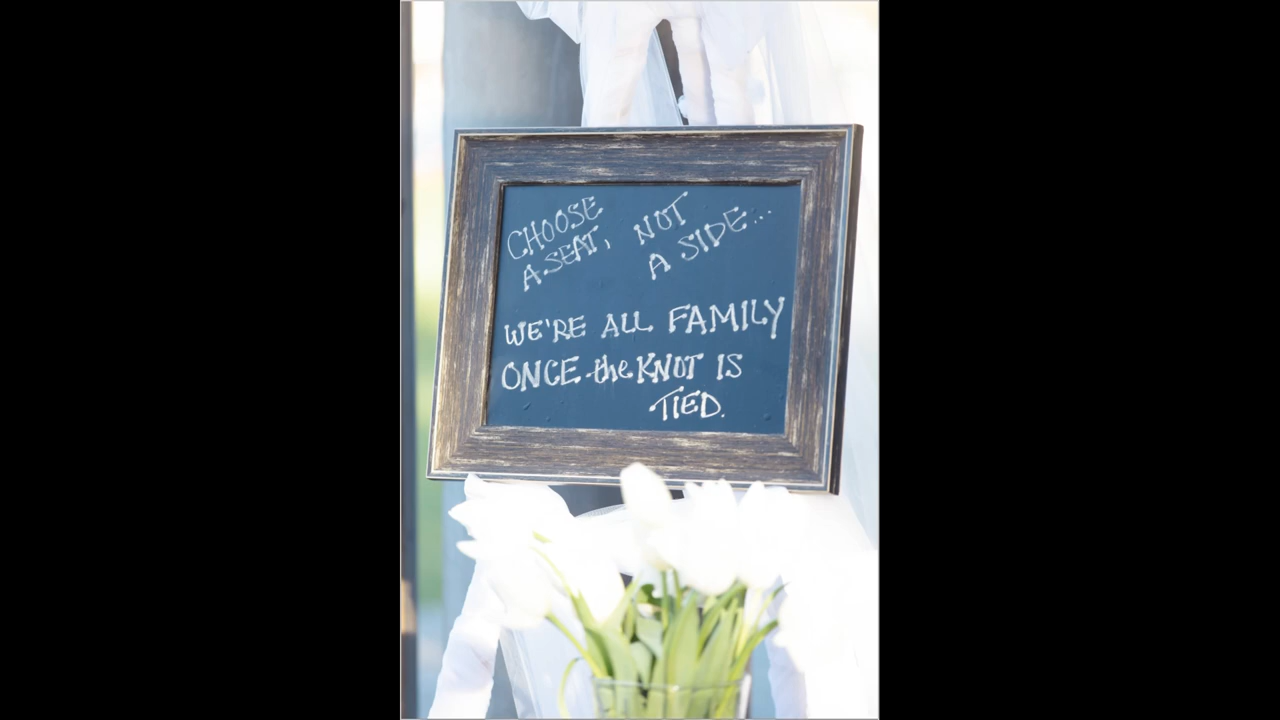 CHOOSE
A SEAT,
NOT
A SIDE...
WE'RE ALL FAMILY
ONCE the KNOT IS
TIED.